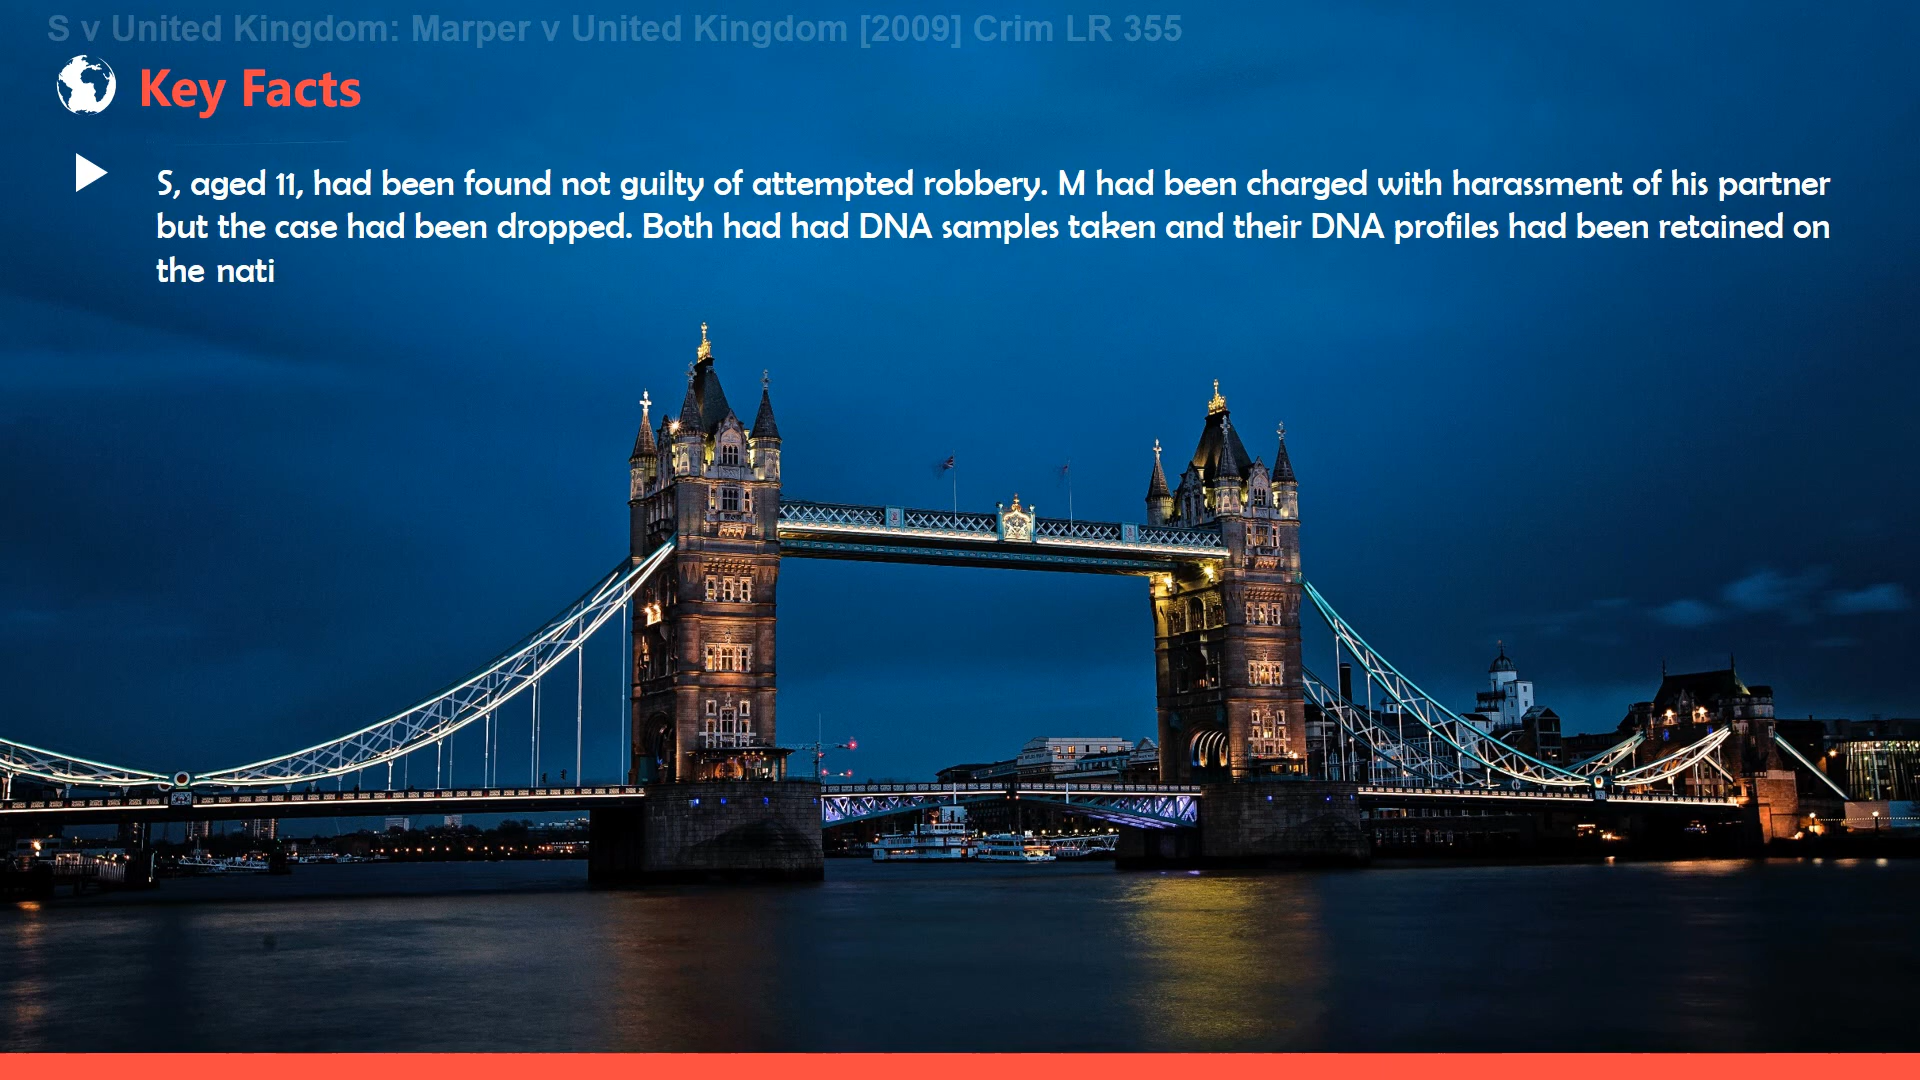 S v United Kingdom: Marper v United Kingdom [2009] Crim LR 355
Key Facts
S, aged 11, had been found not guilty of attempted robbery. M had been charged with harassment of his partner
but the case had been dropped. Both had had DNA samples taken and their DNA profiles had been retained on
the nati